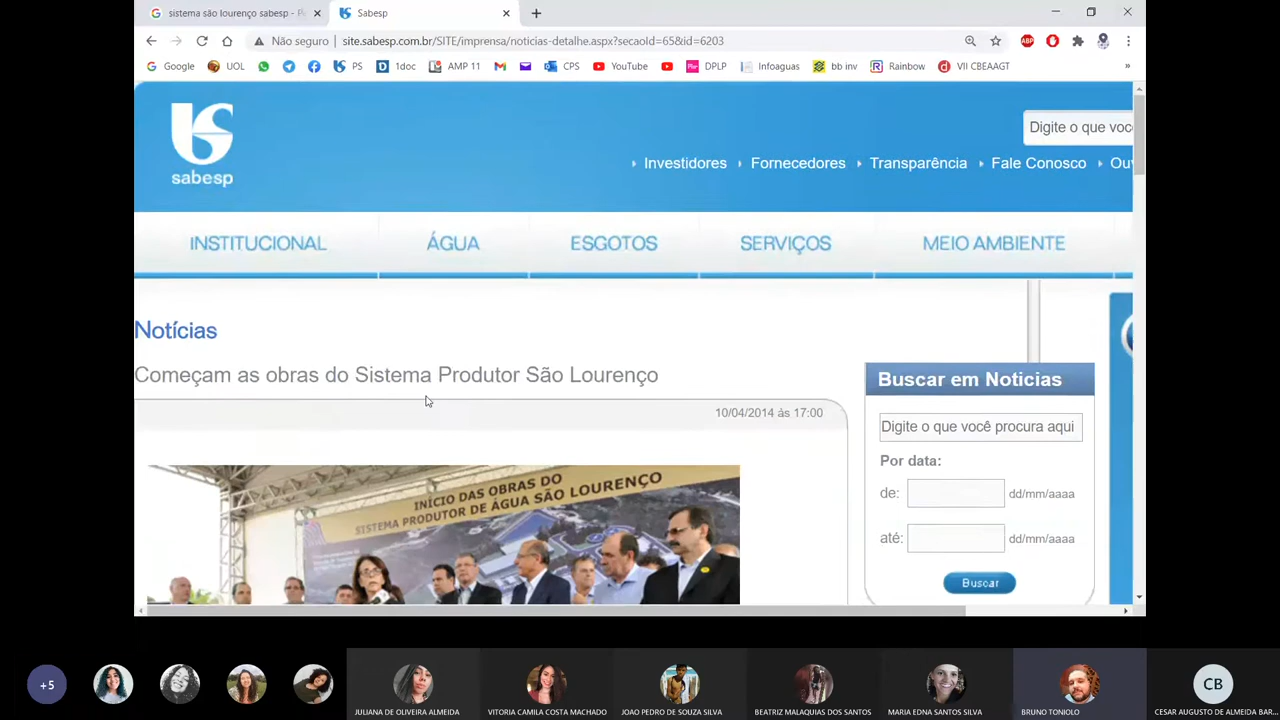 sistema são lourenço sabesp - P
Sabesp
Não seguro
site.sabesp.com.br/SITE/imprensa/noticias-detalhe.aspx?secaoId=65&id=6203
ABP
Google
UOL
PS
1doc
AMP 11
CPS
YouTube
DPLP
Infoaguas
bb inv
Rainbow
VII CBEAAGT
»
sabesp
Digite o que voc
Investidores
Fornecedores
Transparência
Fale Conosco
Ou
INSTITUCIONAL
ÁGUA
ESGOTOS
SERVIÇOS
MEIO AMBIENTE
Notícias
Começam as obras do Sistema Produtor São Lourenço
10/04/2014 às 17:00
INÍCIO DAS OBRAS DO
SISTEMA PRODUTOR DE ÁGUA SÃO LOURENÇO
Buscar em Noticias
Digite o que você procura aqui
Por data:
de: dd/mm/aaaa
até: dd/mm/aaaa
Buscar
+5
JULIANA DE OLIVEIRA ALMEIDA
VITORIA CAMILA COSTA MACHADO
JOAO PEDRO DE SOUZA SILVA
BEATRIZ MALAQUIAS DOS SANTOS
MARIA EDNA SANTOS SILVA
BRUNO TONIOLO
CB
CESAR AUGUSTO DE ALMEIDA BAR...